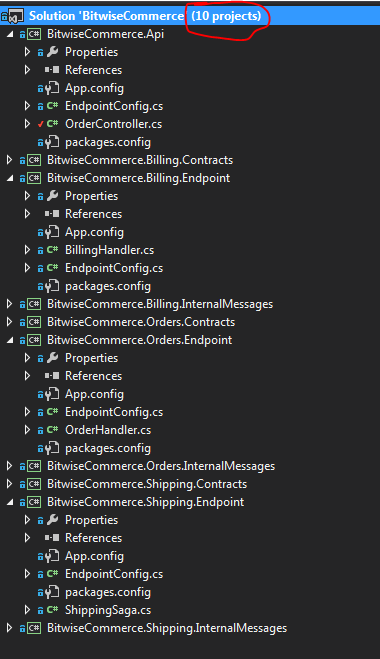 Solution 'BitwiseCommerce (10 projects)
C# BitwiseCommerce.Api
Properties
References
App.config
C# EndpointConfig.cs
C# OrderController.cs
packages.config
C# BitwiseCommerce.Billing.Contracts
C# BitwiseCommerce.Billing.Endpoint
Properties
References
App.config
C# BillingHandler.cs
C# EndpointConfig.cs
packages.config
C# BitwiseCommerce.Billing.InternalMessages
C# BitwiseCommerce.Orders.Contracts
C# BitwiseCommerce.Orders.Endpoint
Properties
References
App.config
C# EndpointConfig.cs
C# OrderHandler.cs
packages.config
C# BitwiseCommerce.Orders.InternalMessages
C# BitwiseCommerce.Shipping.Contracts
C# BitwiseCommerce.Shipping.Endpoint
Properties
References
App.config
C# EndpointConfig.cs
packages.config
C# ShippingSaga.cs
C# BitwiseCommerce.Shipping.InternalMessages